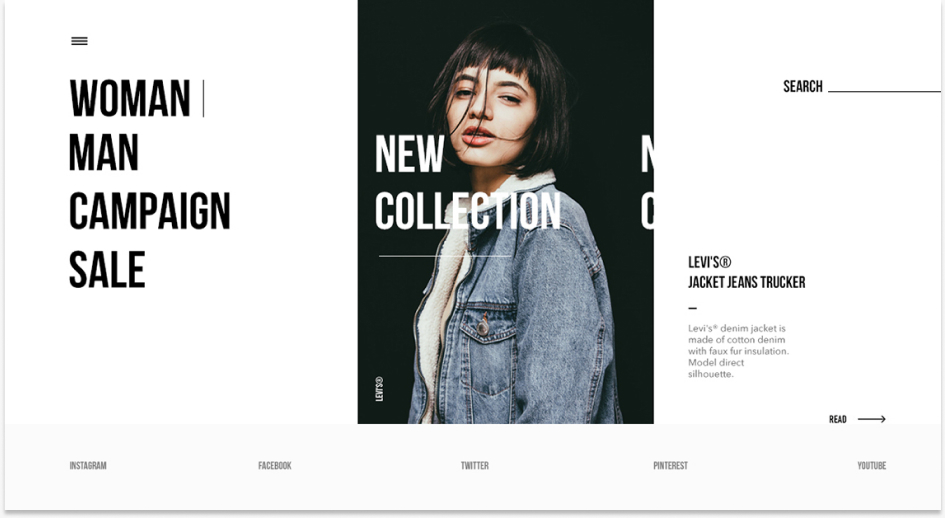 WOMAN
MAN
CAMPAIGN
SALE
NEW
COLLECTION
LEVI'S®
N
C
SEARCH
LEVI'S®
JACKET JEANS TRUCKER
Levi's® denim jacket is
made of cotton denim
with faux fur insulation.
Model direct
silhouette.
READ
INSTAGRAM
FACEBOOK
TWITTER
PINTEREST
YOUTUBE